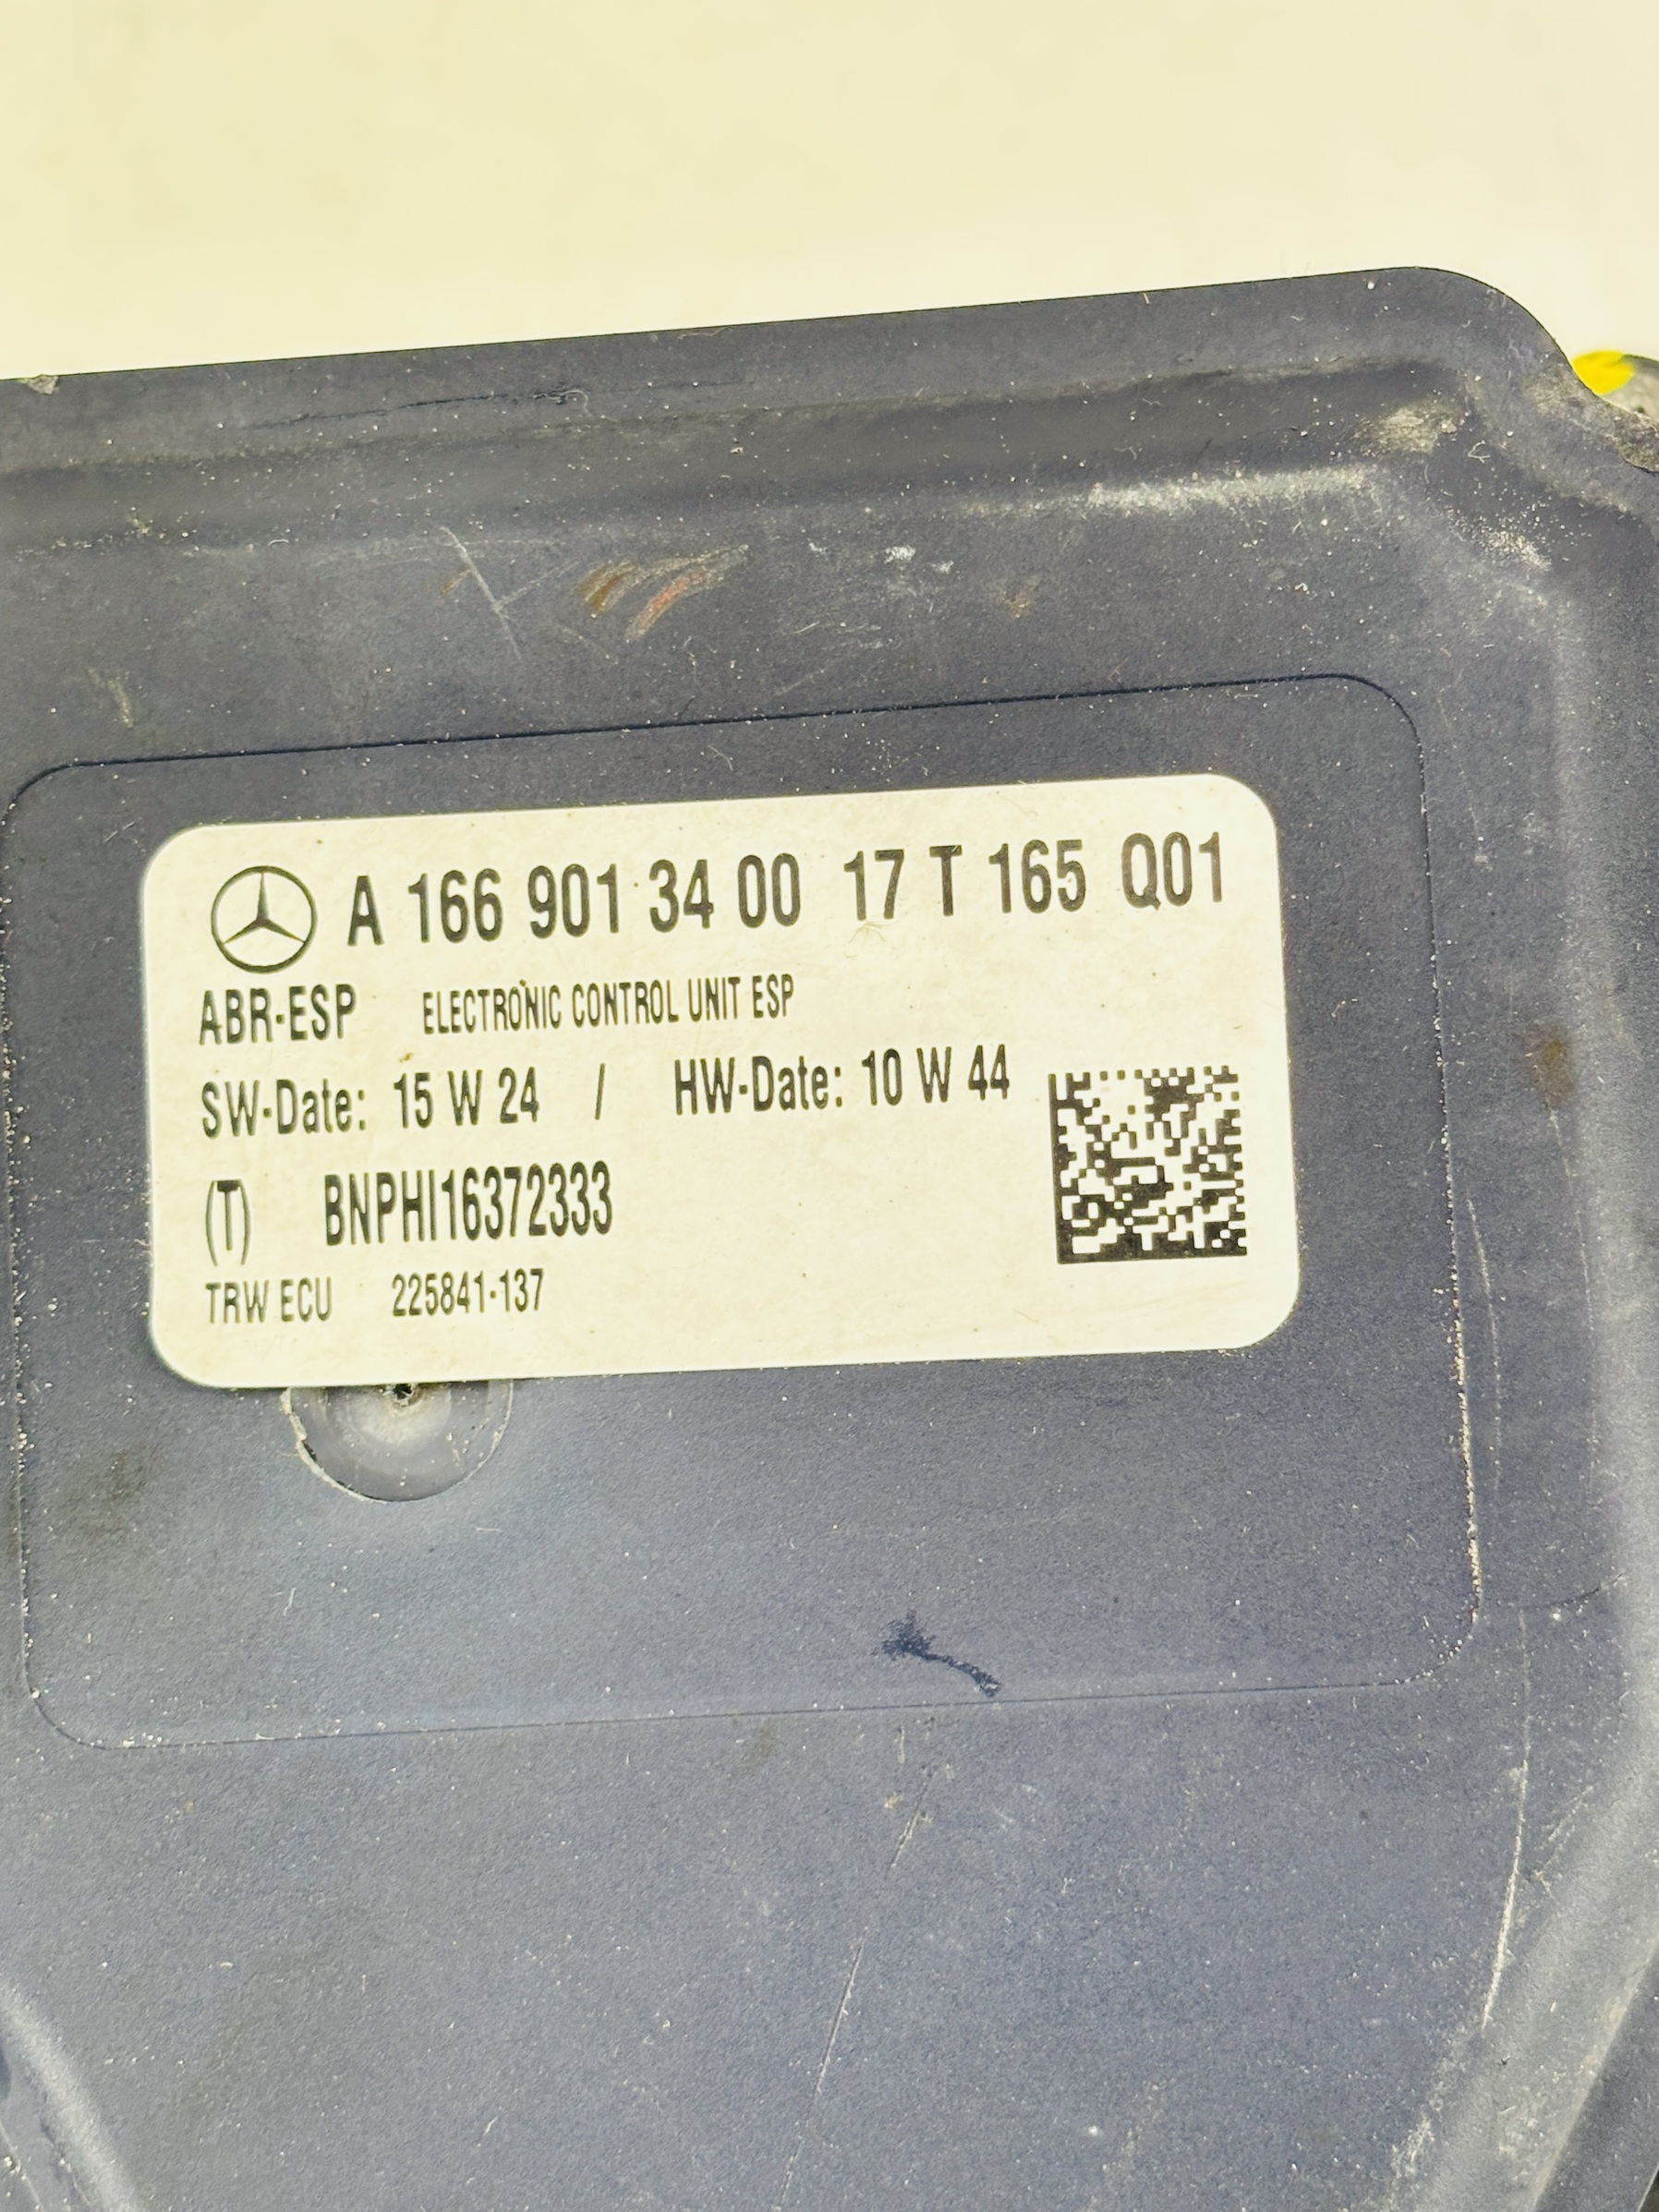 A 166 901 34 00 17 T 165 Q01
ABR-ESP ELECTRONIC CONTROL UNIT ESP
SW-Date: 15 W 24 / HW-Date: 10 W 44
(T) BNPHI16372333
TRW ECU 225841-137